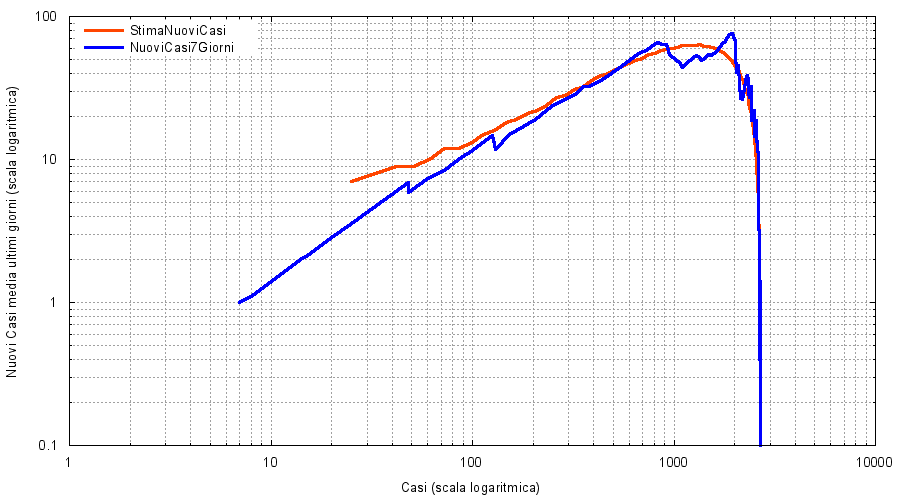 100
StimaNuoviCasi
NuoviCasi7Giorni
10
1
0.1
Nuovi Casi media ultimi giorni (scala logaritmica)
1 10 100 1000 10000
Casi (scala logaritmica)